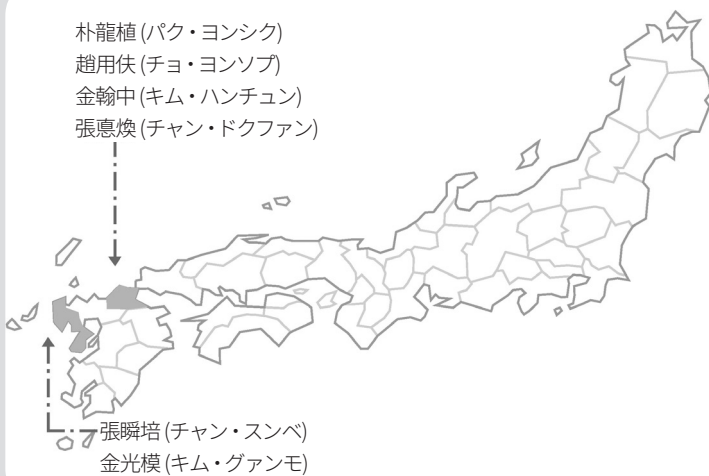 朴龍植 (パク・ヨンシク)
趙用伕 (チョ・ヨンソプ)
金翰中 (キム・ハンチュン)
張悳煥 (チャン・ドクファン)
張瞬培 (チャン・スンベ)
金光模 (キム・グァンモ)